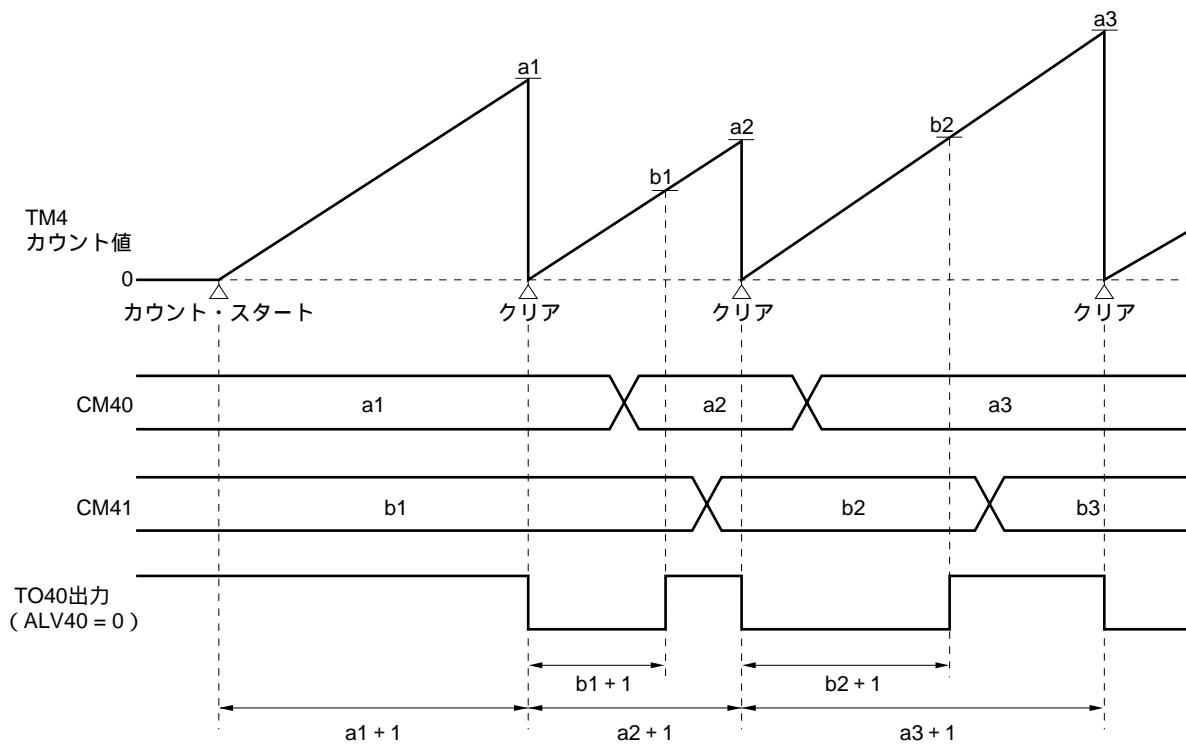 a3
a1
a2
b2
b1
TM4
カウント値
0
カウント・スタート
クリア
クリア
クリア
CM40
a1
a2
a3
CM41
b1
b2
b3
TO40出力
（ALV40 = 0）
b1 + 1
b2 + 1
a1 + 1
a2 + 1
a3 + 1